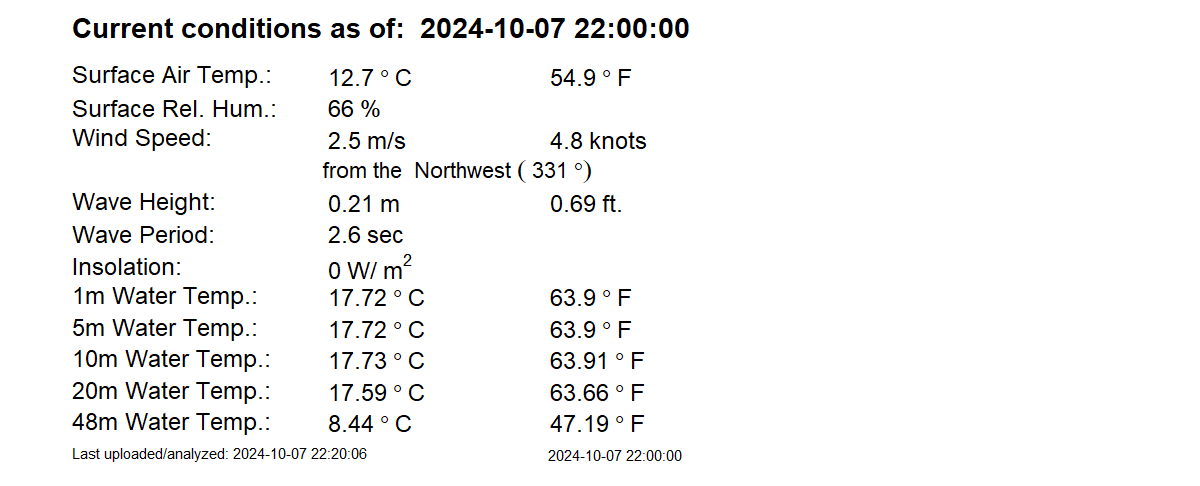 Current conditions as of:  2024-10-07 22:00:00
Surface Air Temp.: 12.7 ° C 54.9 ° F
Surface Rel. Hum.: 66 %
Wind Speed: 2.5 m/s 4.8 knots
from the  Northwest ( 331 °)
Wave Height: 0.21 m 0.69 ft.
Wave Period: 2.6 sec
Insolation: 0 W/ m²
1m Water Temp.: 17.72 ° C 63.9 ° F
5m Water Temp.: 17.72 ° C 63.9 ° F
10m Water Temp.: 17.73 ° C 63.91 ° F
20m Water Temp.: 17.59 ° C 63.66 ° F
48m Water Temp.: 8.44 ° C 47.19 ° F
Last uploaded/analyzed: 2024-10-07 22:20:06 2024-10-07 22:00:00